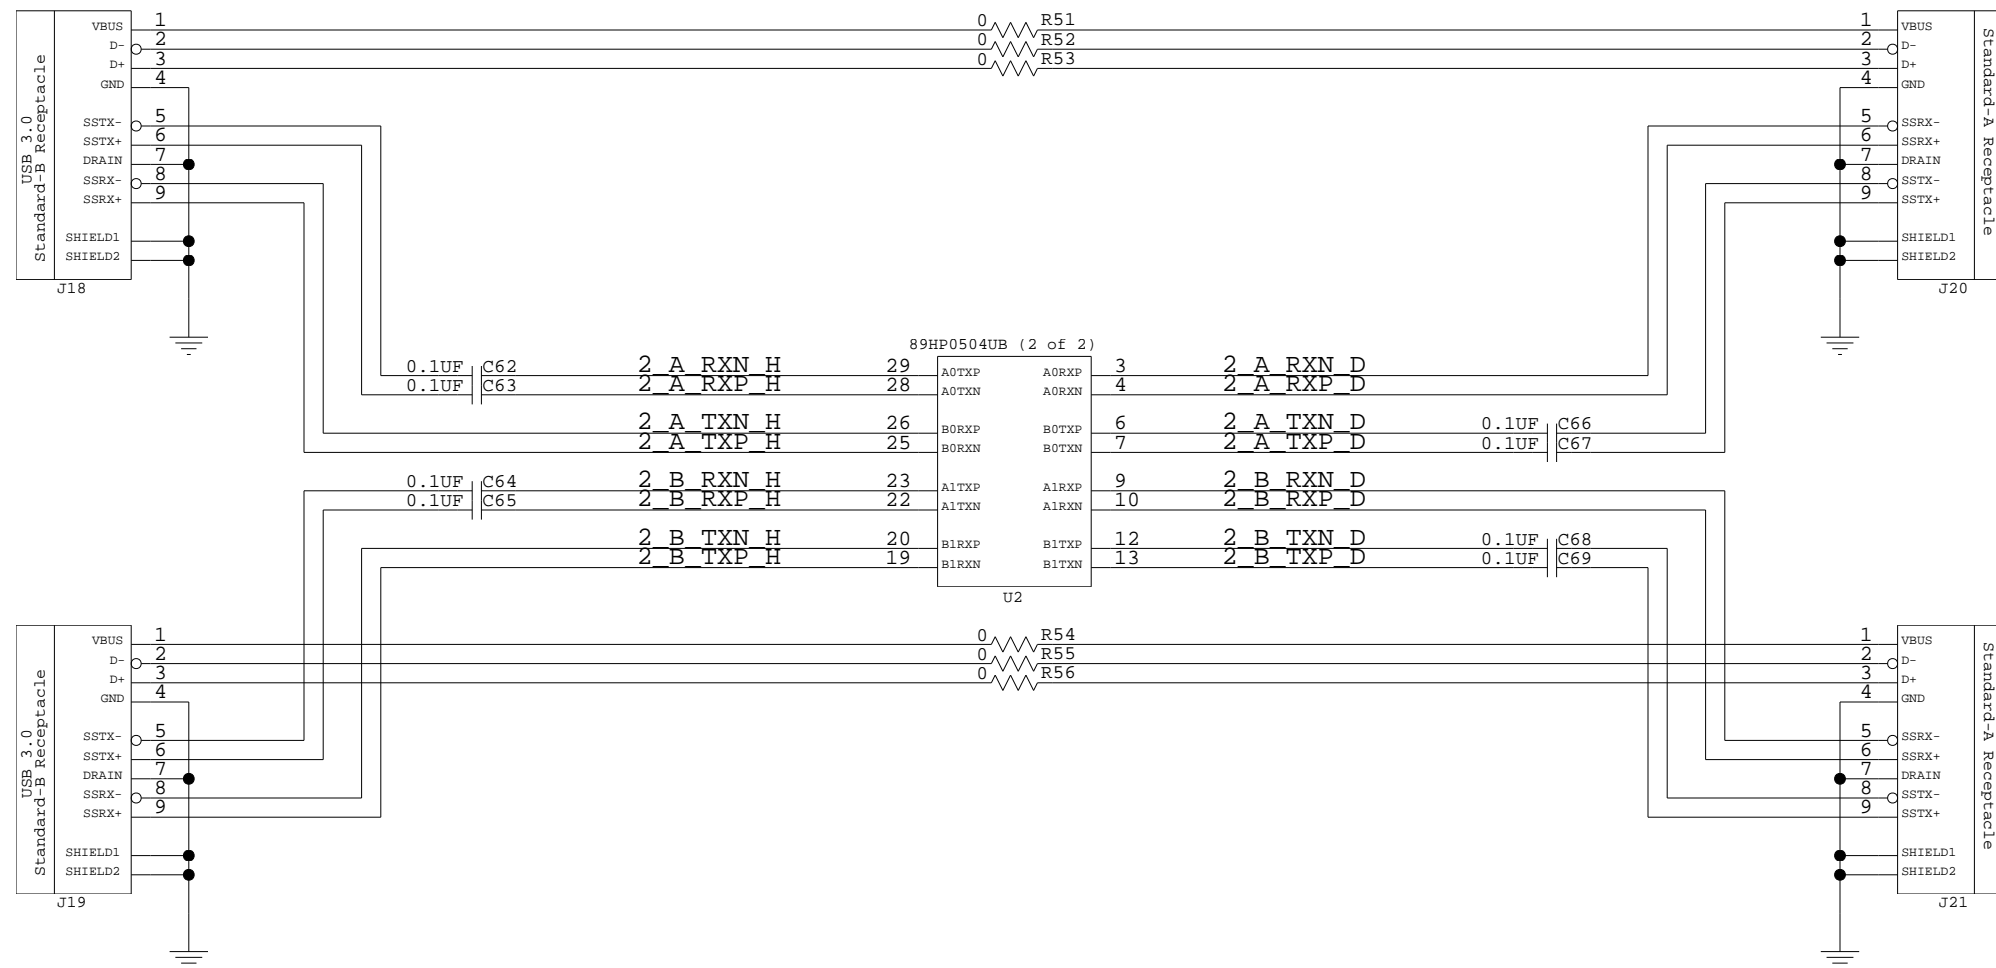 USB 3.0
Standard-B Receptacle
VBUS 1
D- 2
D+ 3
GND 4
SSTX- 5
SSTX+ 6
DRAIN 7
SSRX- 8
SSRX+ 9
SHIELD1
SHIELD2
J18
0 R51
0 R52
0 R53
1 VBUS
2 D-
3 D+
4 GND
5 SSRX-
6 SSRX+
7 DRAIN
8 SSTX-
9 SSTX+
SHIELD1
SHIELD2
Standard-A Receptacle
J20
89HP0504UB (2 of 2)
0.1UF C62 2_A_RXN_H 29 A0TXP A0RXP 3 2_A_RXN_D
0.1UF C63 2_A_RXP_H 28 A0TXN A0RXN 4 2_A_RXP_D
2_A_TXN_H 26 B0RXP B0TXP 6 2_A_TXN_D 0.1UF C66
2_A_TXP_H 25 B0RXN B0TXN 7 2_A_TXP_D 0.1UF C67
0.1UF C64 2_B_RXN_H 23 A1TXP A1RXP 9 2_B_RXN_D
0.1UF C65 2_B_RXP_H 22 A1TXN A1RXN 10 2_B_RXP_D
2_B_TXN_H 20 B1RXP B1TXP 12 2_B_TXN_D 0.1UF C68
2_B_TXP_H 19 B1RXN B1TXN 13 2_B_TXP_D 0.1UF C69
U2
USB 3.0
Standard-B Receptacle
VBUS 1
D- 2
D+ 3
GND 4
SSTX- 5
SSTX+ 6
DRAIN 7
SSRX- 8
SSRX+ 9
SHIELD1
SHIELD2
J19
0 R54
0 R55
0 R56
1 VBUS
2 D-
3 D+
4 GND
5 SSRX-
6 SSRX+
7 DRAIN
8 SSTX-
9 SSTX+
SHIELD1
SHIELD2
Standard-A Receptacle
J21